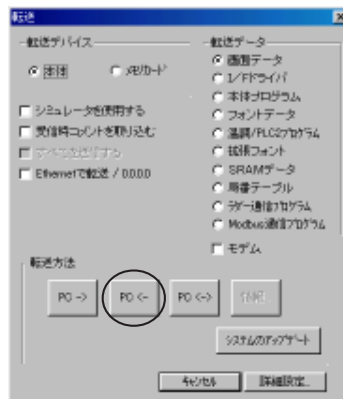 転送
転送デバイス
本体
メモリカード
シミュレータを使用する
受信時コメントを取り込む
すべてを送信する
Ethernetで転送 / 0.0.0.0
転送データ
画面データ
I/Fドライバ
本体プログラム
フォントデータ
温調/PLC2プログラム
拡張フォント
SRAMデータ
局番テーブル
ラダー通信プログラム
Modbus通信プログラム
モデム
転送方法
PC ->
PC <-
PC <->
システムのアップデート
キャンセル
詳細設定...